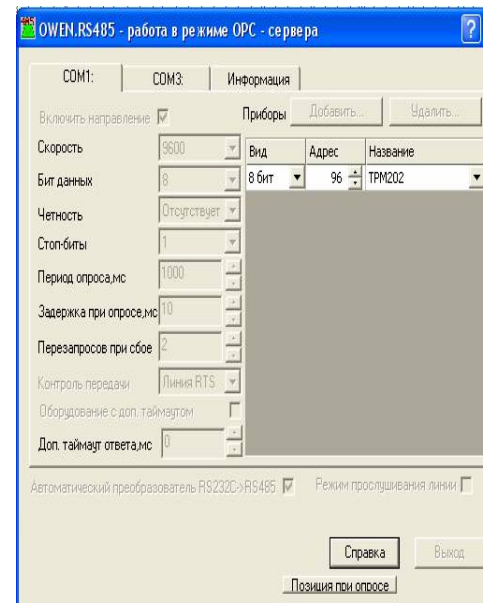 OWEN.RS485 - работа в режиме OPC - сервера ?
COM1: COM3: Информация
Включить направление Приборы Добавить... Удалить...
Скорость 9600 Вид Адрес Название
Бит данных 8 8 бит 96 ТРМ202
Четность Отсутствует
Стоп-биты 1
Период опроса,мс 1000
Задержка при опросе,мс 10
Перезапросов при сбое 2
Контроль передачи Линия RTS
Оборудование с доп. таймаутом
Доп. таймаут ответа,мс 0
Автоматический преобразователь RS232C->RS485 Режим прослушивания линии
Справка Выход
Позиция при опросе